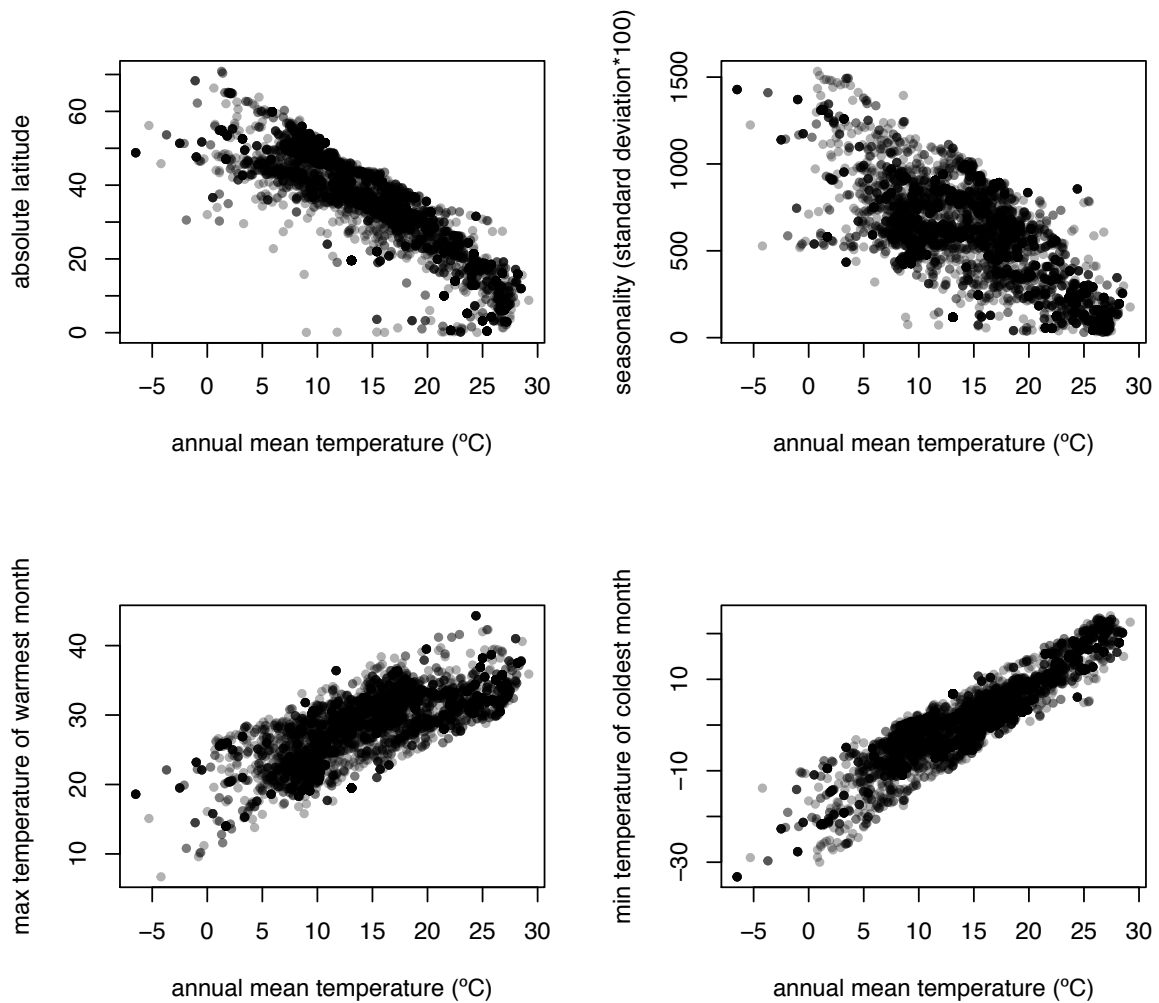 absolute latitude
60
40
20
0
−5 0 5 10 15 20 25 30
annual mean temperature (ºC)
seasonality (standard deviation*100)
1500
1000
500
0
−5 0 5 10 15 20 25 30
annual mean temperature (ºC)
max temperature of warmest month
40
30
20
10
−5 0 5 10 15 20 25 30
annual mean temperature (ºC)
min temperature of coldest month
10
−10
−30
−5 0 5 10 15 20 25 30
annual mean temperature (ºC)